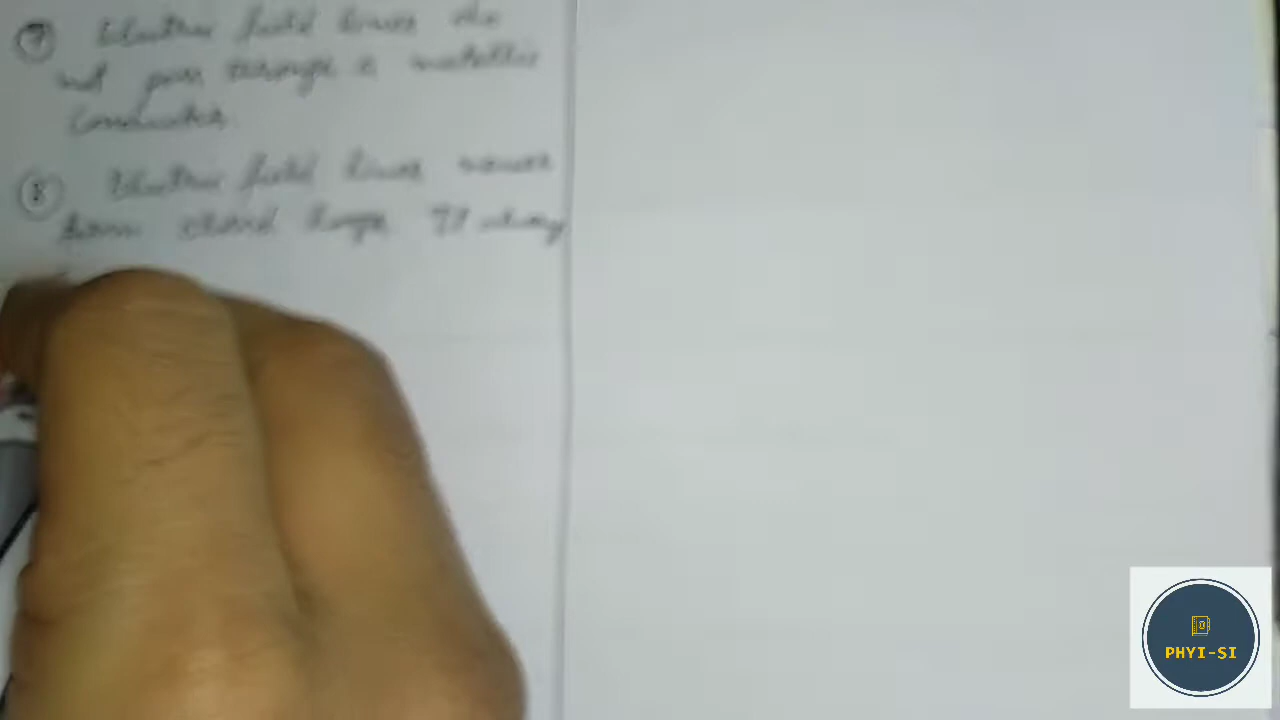 7 Electric field lines do
not pass through a metallic
conductor.
8 Electric field lines never
form closed loops. It always
PHYI-SI